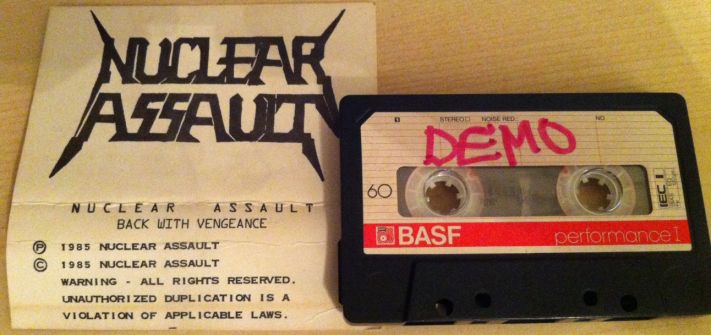 NUCLEAR
ASSAULT
NUCLEAR ASSAULT
BACK WITH VENGEANCE
Ⓟ 1985 NUCLEAR ASSAULT
© 1985 NUCLEAR ASSAULT
WARNING - ALL RIGHTS RESERVED.
UNAUTHORIZED DUPLICATION IS A
VIOLATION OF APPLICABLE LAWS.
1 STEREO□ NOISE RED. NO
DEMO
60
IEC I
BASF performance I